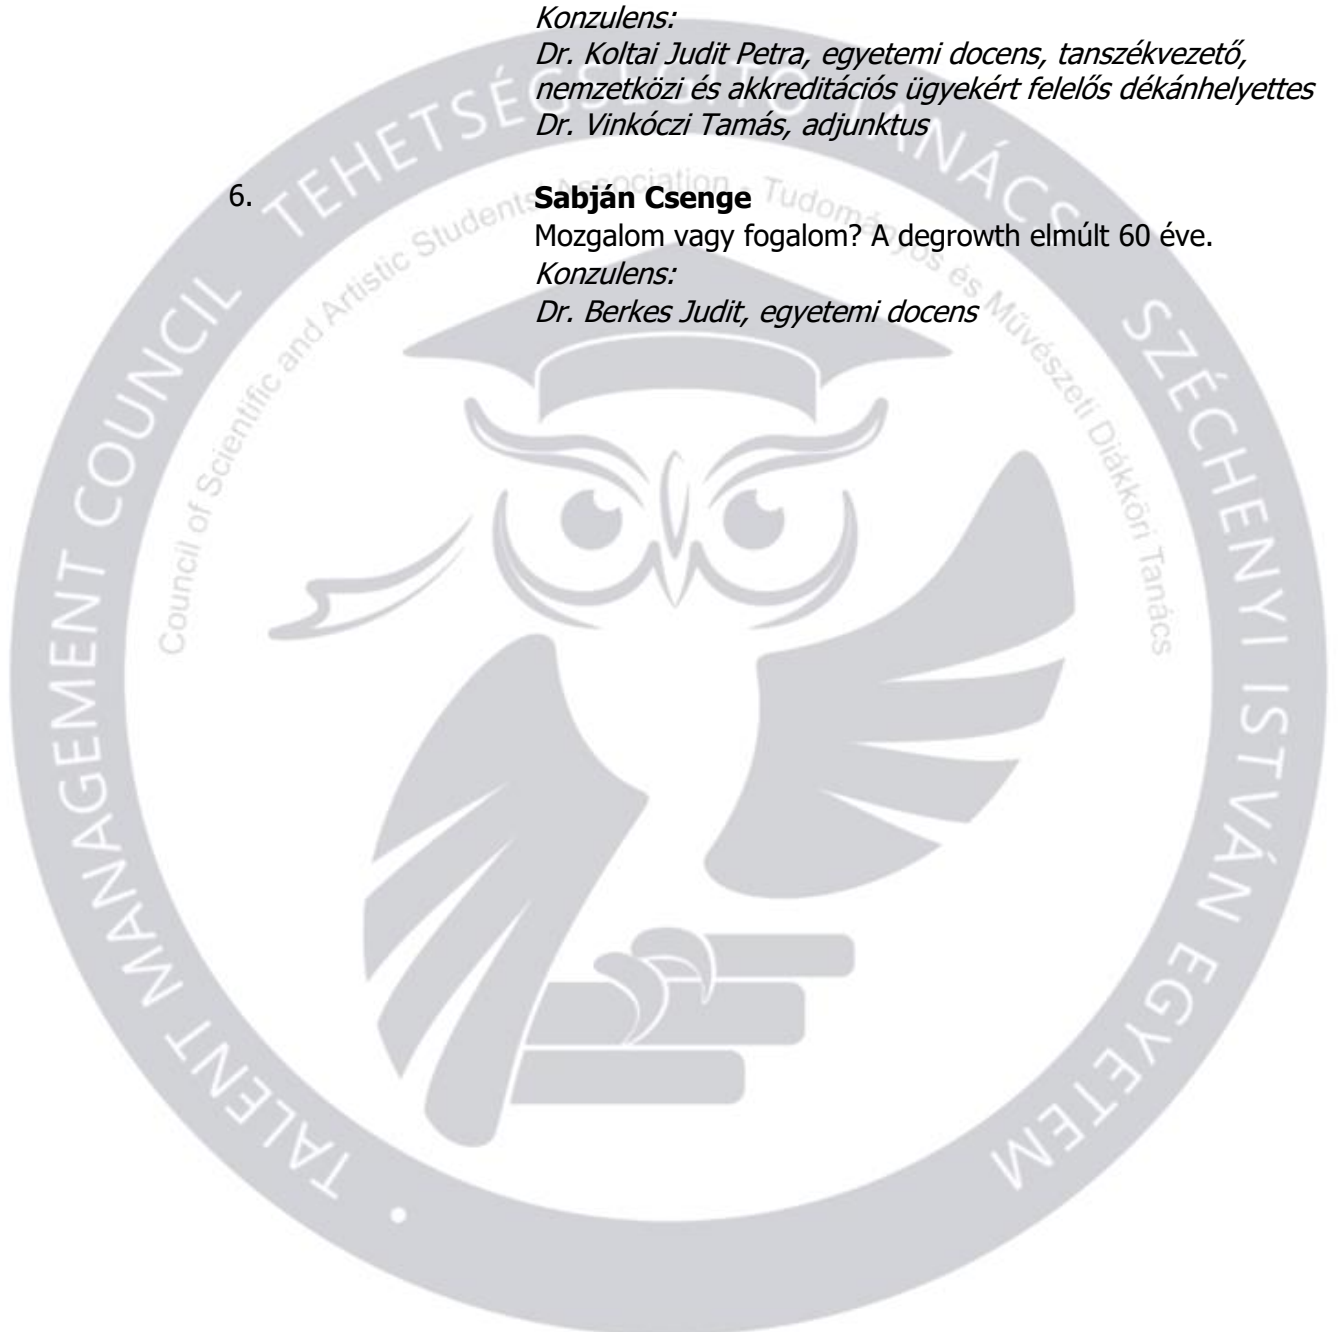 Konzulens:
Dr. Koltai Judit Petra, egyetemi docens, tanszékvezető,
nemzetközi és akkreditációs ügyekért felelős dékánhelyettes
Dr. Vinkóczi Tamás, adjunktus
6. Sabján Csenge
Mozgalom vagy fogalom? A degrowth elmúlt 60 éve.
Konzulens:
Dr. Berkes Judit, egyetemi docens
TALENT MANAGEMENT COUNCIL TEHETSÉGSEGÍTŐ TANÁCS SZÉCHENYI ISTVÁN EGYETEM
Council of Scientific and Artistic Students Association - Tudományos és Művészeti Diákköri Tanács